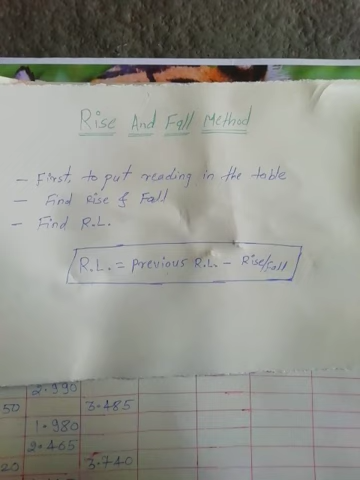 Rise And Fall Method
- First, to put reading in the table
- Find Rise & Fall
- Find R.L.
R.L. = previous R.L. - Rise/Fall
2.990
50 3.485
1.980
2.465
20 3.740